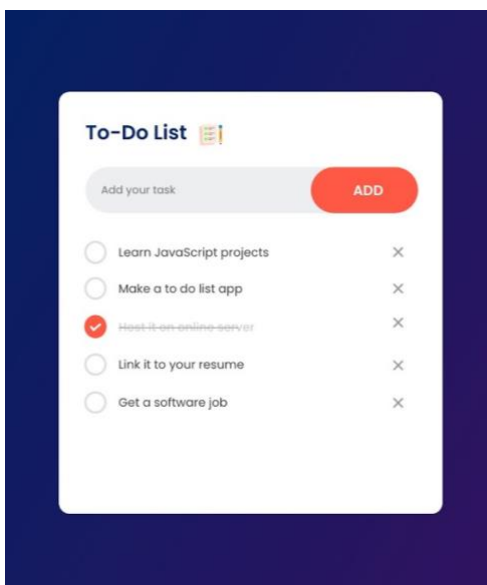 To-Do List
Add your task
ADD
Learn JavaScript projects
Make a to do list app
Host it on online server
Link it to your resume
Get a software job